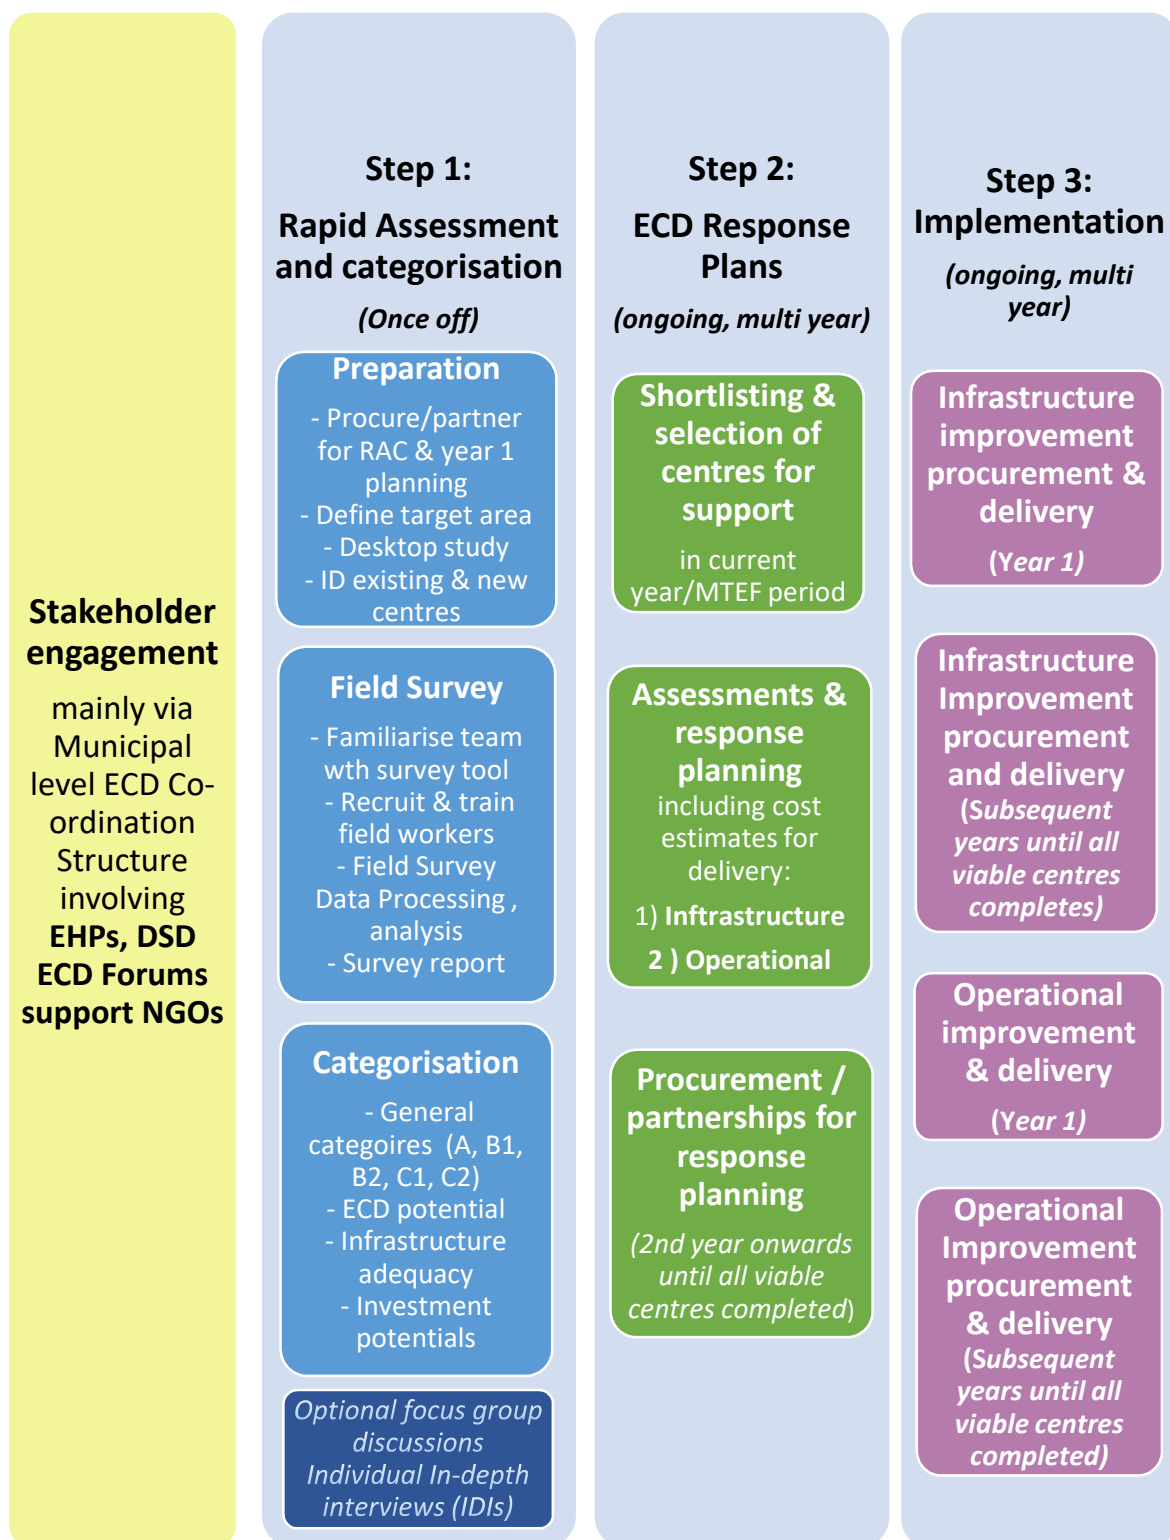 Stakeholder
engagement
mainly via
Municipal
level ECD Co-
ordination
Structure
involving
EHPs, DSD
ECD Forums
support NGOs
Step 1:
Rapid Assessment
and categorisation
(Once off)
Preparation
- Procure/partner
for RAC & year 1
planning
- Define target area
- Desktop study
- ID existing & new
centres
Field Survey
- Familiarise team
wth survey tool
- Recruit & train
field workers
- Field Survey
Data Processing ,
analysis
- Survey report
Categorisation
- General
categoires (A, B1,
B2, C1, C2)
- ECD potential
- Infrastructure
adequacy
- Investment
potentials
Optional focus group
discussions
Individual In-depth
interviews (IDIs)
Step 2:
ECD Response
Plans
(ongoing, multi year)
Shortlisting &
selection of
centres for
support
in current
year/MTEF period
Assessments &
response
planning
including cost
estimates for
delivery:
1) Inftrastructure
2 ) Operational
Procurement /
partnerships for
response
planning
(2nd year onwards
until all viable
centres completed)
Step 3:
Implementation
(ongoing, multi
year)
Infrastructure
improvement
procurement &
delivery
(Year 1)
Infrastructure
Improvement
procurement
and delivery
(Subsequent
years until all
viable centres
completes)
Operational
improvement
& delivery
(Year 1)
Operational
Improvement
procurement
& delivery
(Subsequent
years until all
viable centres
completed)